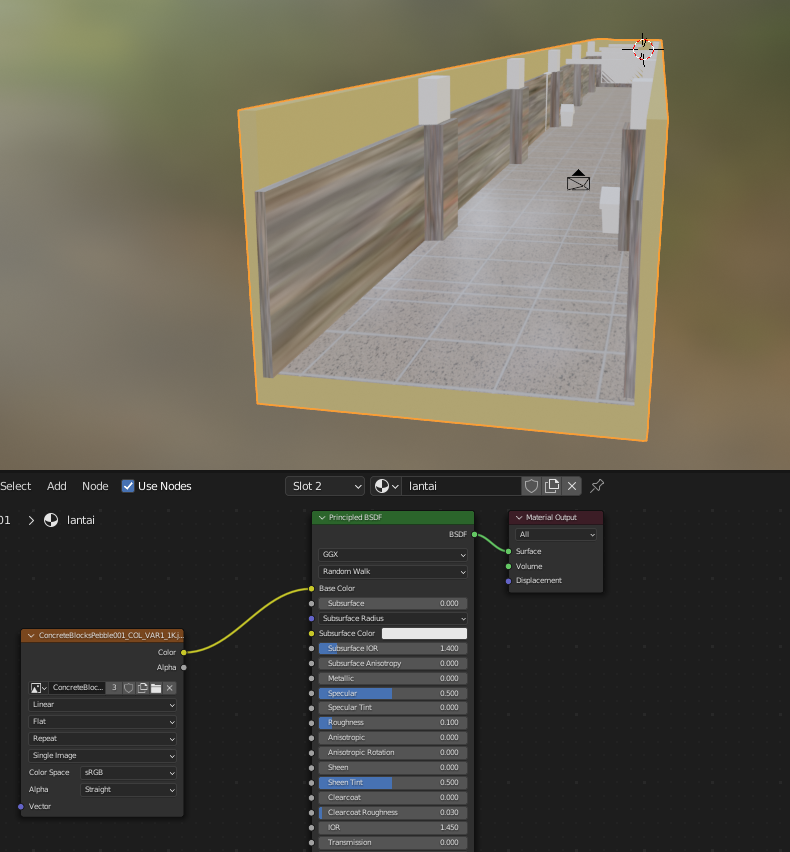 Select Add Node Use Nodes Slot 2 lantai
01 > lantai
Principled BSDF
BSDF
GGX
Random Walk
Base Color
Subsurface 0.000
Subsurface Radius
Subsurface Color
Subsurface IOR 1.400
Subsurface Anisotropy 0.000
Metallic 0.000
Specular 0.500
Specular Tint 0.000
Roughness 0.100
Anisotropic 0.000
Anisotropic Rotation 0.000
Sheen 0.000
Sheen Tint 0.500
Clearcoat 0.000
Clearcoat Roughness 0.030
IOR 1.450
Transmission 0.000
Material Output
All
Surface
Volume
Displacement
ConcreteBlocksPebble001_COL_VAR1_1K.j...
Color
Alpha
ConcreteBloc... 3
Linear
Flat
Repeat
Single Image
Color Space sRGB
Alpha Straight
Vector